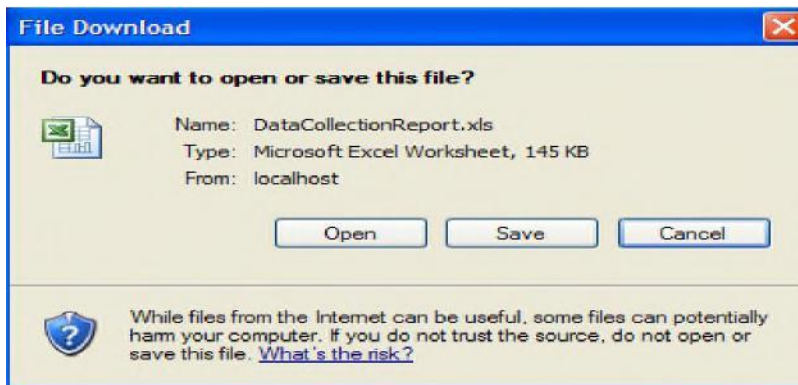 File Download
Do you want to open or save this file?
Name: DataCollectionReport.xls
Type: Microsoft Excel Worksheet, 145 KB
From: localhost
Open Save Cancel
While files from the Internet can be useful, some files can potentially
harm your computer. If you do not trust the source, do not open or
save this file. What's the risk?